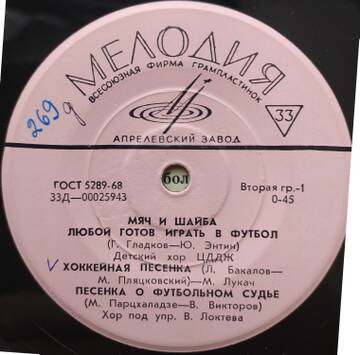 МЕЛОДИЯ
ВСЕСОЮЗНАЯ ФИРМА ГРАМПЛАСТИНОК
269
д
33
АПРЕЛЕВСКИЙ ЗАВОД
ГОСТ 5289-68
33Д—00025943
бол
Вторая гр.-1
0-45
МЯЧ И ШАЙБА
ЛЮБОЙ ГОТОВ ИГРАТЬ В ФУТБОЛ
(Г. Гладков—Ю. Энтин)
Детский хор ЦДДЖ
V ХОККЕЙНАЯ ПЕСЕНКА (Л. Бакалов—
М. Пляцковский)—М. Лукач
ПЕСЕНКА О ФУТБОЛЬНОМ СУДЬЕ
(М. Парцхаладзе—В. Викторов)
Хор под упр. В. Локтева